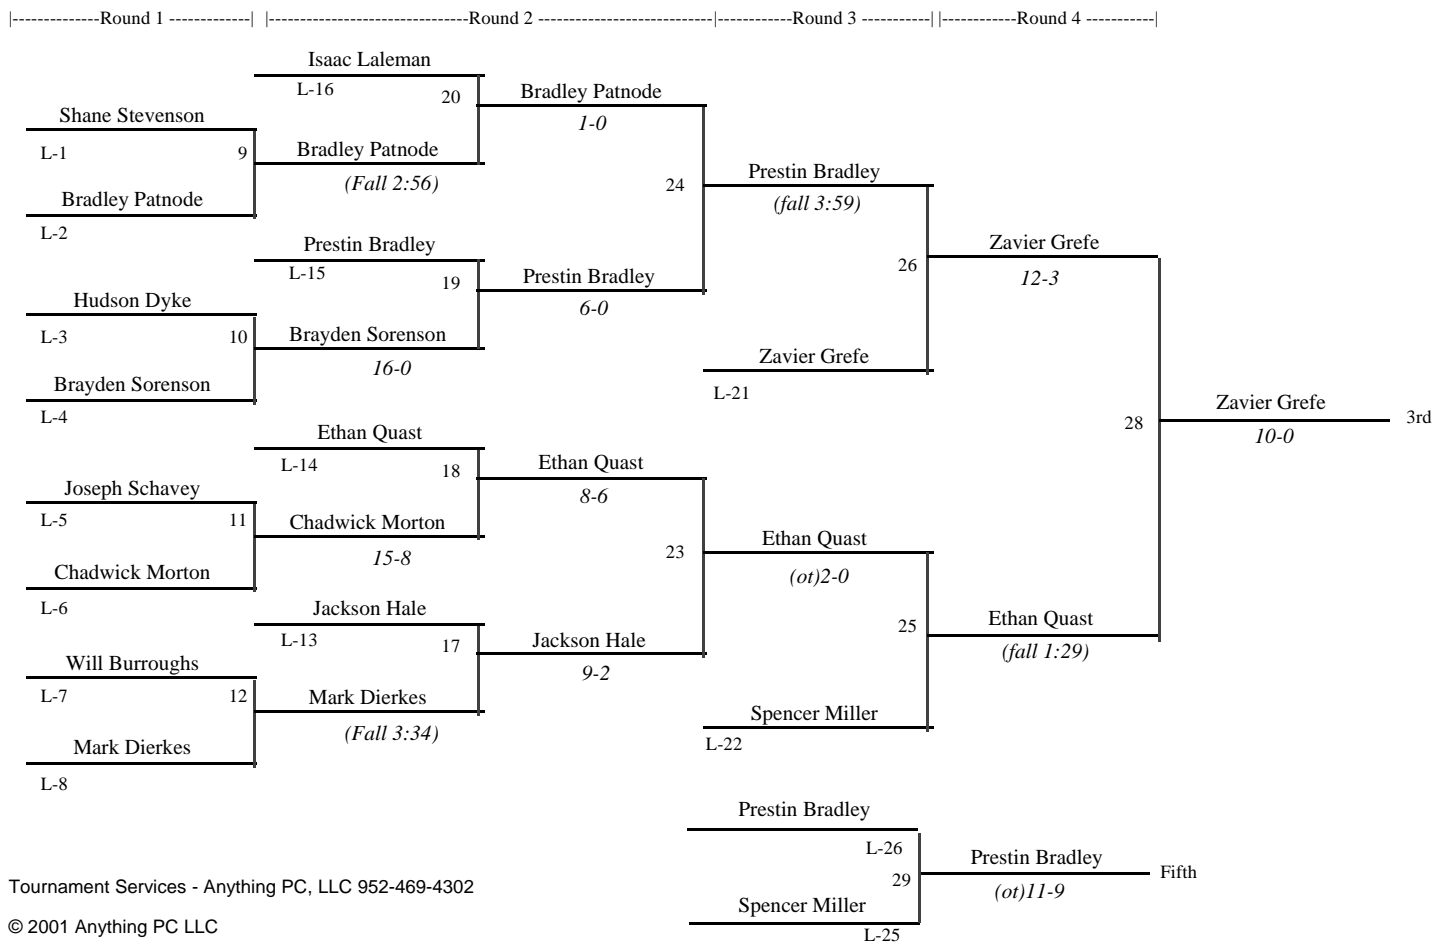 |-------------Round 1 -------------|
|-----------------------------Round 2 -------------------------|
|------------Round 3 -----------|
|------------Round 4 -----------|
Isaac Laleman
L-16
20
Bradley Patnode
1-0
Shane Stevenson
L-1
9
Bradley Patnode
(Fall 2:56)
Bradley Patnode
L-2
24
Prestin Bradley
(fall 3:59)
Prestin Bradley
L-15
19
Prestin Bradley
6-0
Hudson Dyke
L-3
10
Brayden Sorenson
16-0
Brayden Sorenson
L-4
26
Zavier Grefe
12-3
Zavier Grefe
L-21
28
Zavier Grefe
10-0
3rd
Ethan Quast
L-14
18
Ethan Quast
8-6
Joseph Schavey
L-5
11
Chadwick Morton
15-8
Chadwick Morton
L-6
23
Ethan Quast
(ot)2-0
Jackson Hale
L-13
17
Jackson Hale
9-2
Will Burroughs
L-7
12
Mark Dierkes
(Fall 3:34)
Mark Dierkes
L-8
25
Ethan Quast
(fall 1:29)
Spencer Miller
L-22
Prestin Bradley
L-26
29
Prestin Bradley
(ot)11-9
Fifth
Spencer Miller
L-25
Tournament Services - Anything PC, LLC 952-469-4302
© 2001 Anything PC LLC